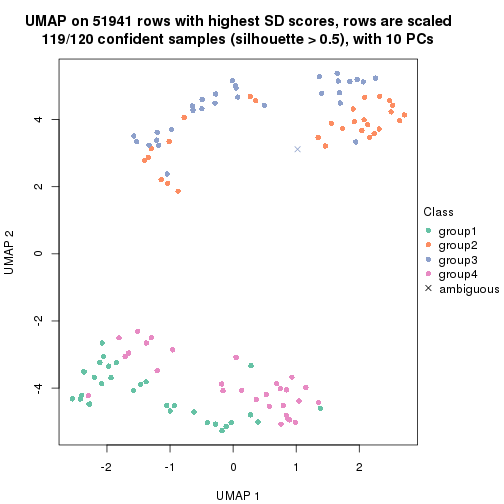 UMAP on 51941 rows with highest SD scores, rows are scaled
119/120 confident samples (silhouette > 0.5), with 10 PCs
4
2
0
-2
-4
UMAP 2
-2
-1
0
1
2
UMAP 1
Class
group1
group2
group3
group4
ambiguous